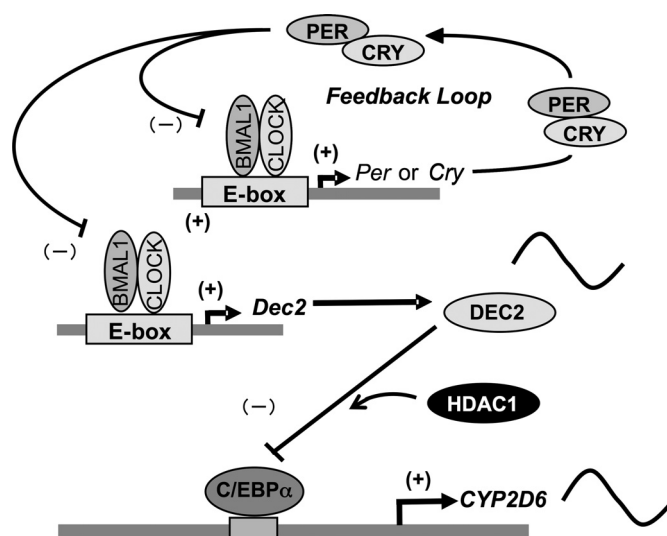 PER
CRY
Feedback Loop
PER
CRY
(−)
BMAL1
CLOCK
(+)
Per or Cry
E-box
(+)
(−)
BMAL1
CLOCK
(+)
Dec2
DEC2
E-box
(−)
HDAC1
C/EBPα
(+)
CYP2D6